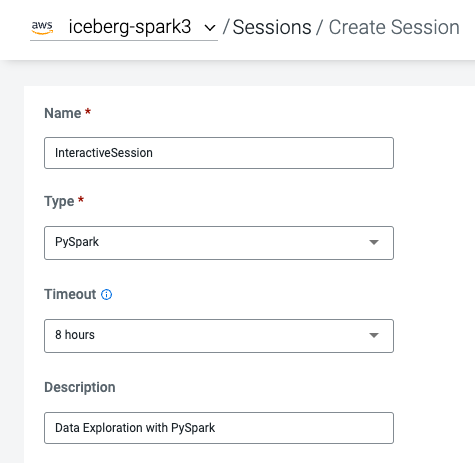 aws iceberg-spark3 / Sessions / Create Session
Name *
InteractiveSession
Type *
PySpark
Timeout
8 hours
Description
Data Exploration with PySpark